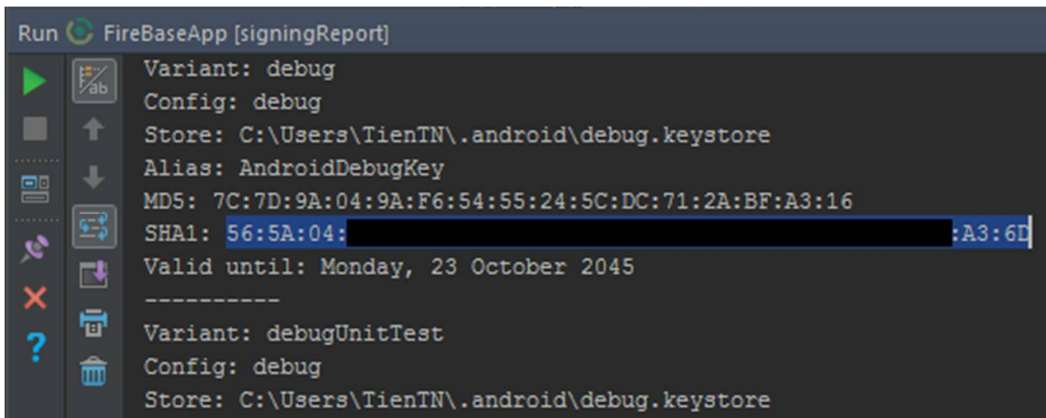 Run FireBaseApp [signingReport]
Variant: debug
Config: debug
Store: C:\Users\TienTN\.android\debug.keystore
Alias: AndroidDebugKey
MD5: 7C:7D:9A:04:9A:F6:54:55:24:5C:DC:71:2A:BF:A3:16
SHA1: 56:5A:04: :A3:6D
Valid until: Monday, 23 October 2045
----------
Variant: debugUnitTest
Config: debug
Store: C:\Users\TienTN\.android\debug.keystore